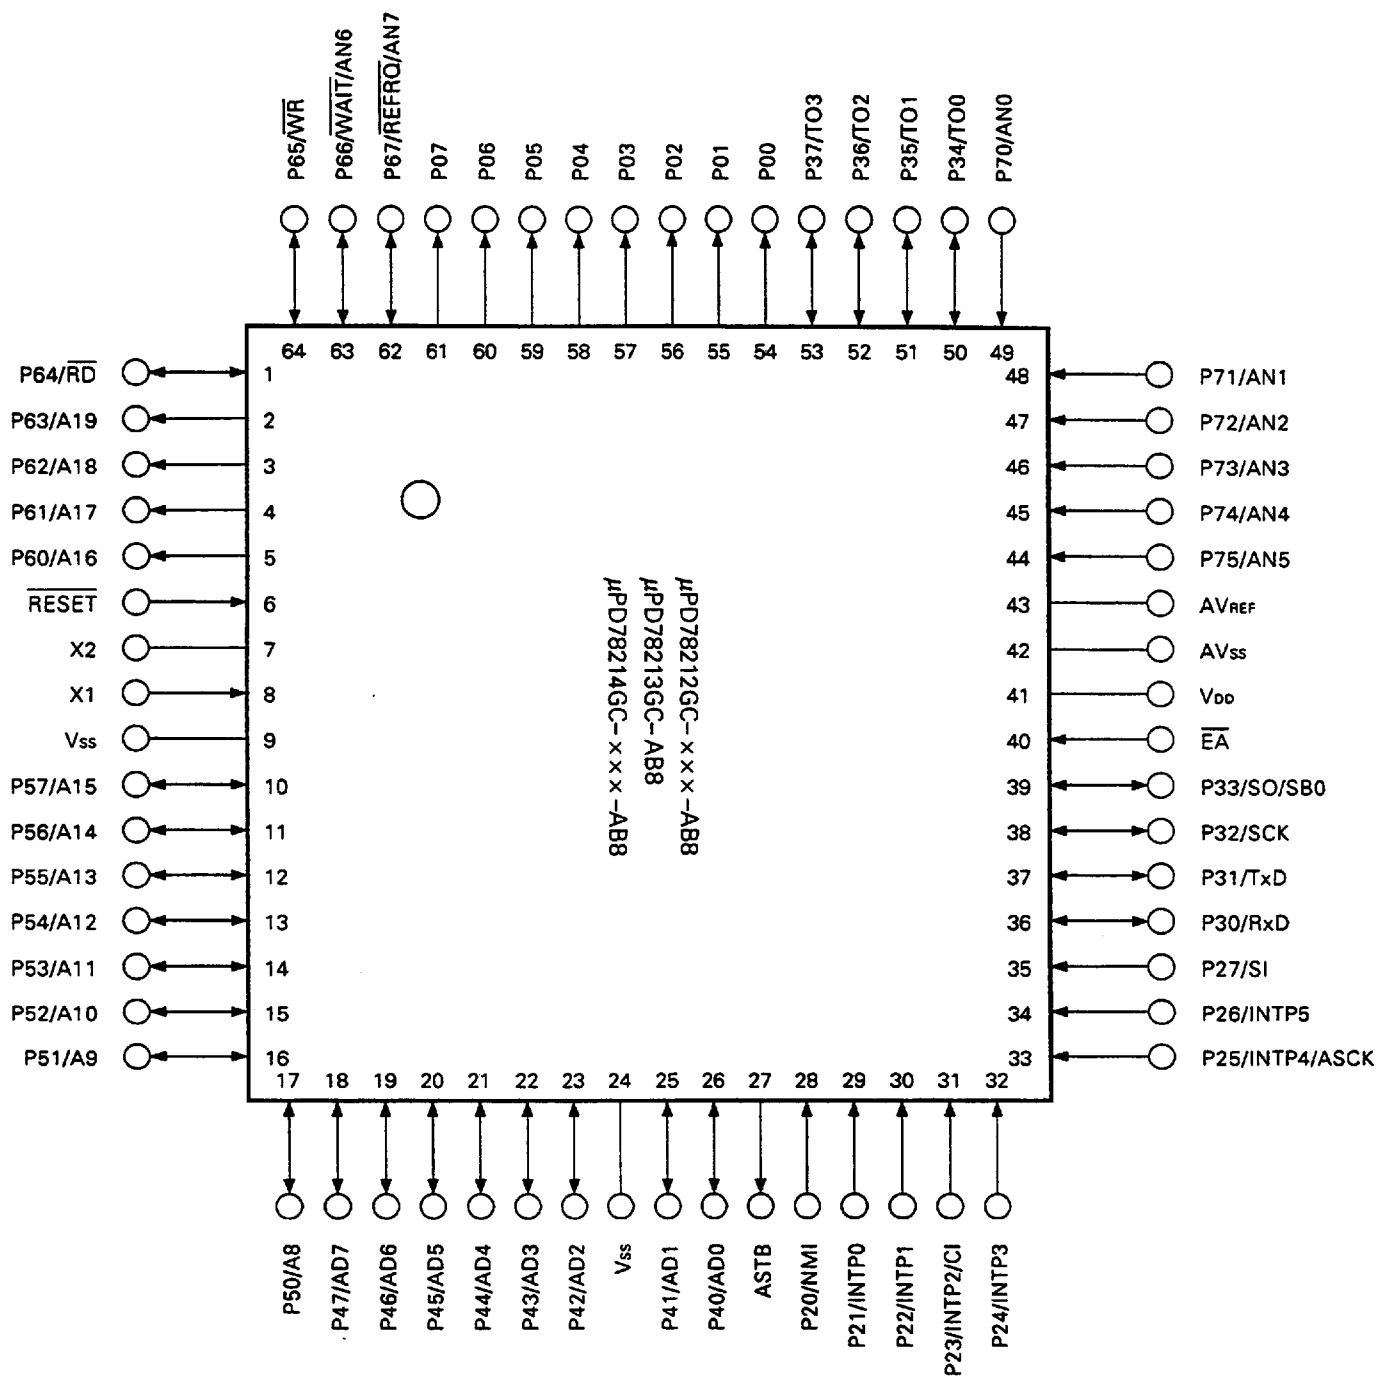 P65/WR
P66/WAIT/AN6
P67/REFRQ/AN7
P07
P06
P05
P04
P03
P02
P01
P00
P37/TO3
P36/TO2
P35/TO1
P34/TO0
P70/AN0
64 63 62 61 60 59 58 57 56 55 54 53 52 51 50 49
P64/RD 1
P63/A19 2
P62/A18 3
P61/A17 4
P60/A16 5
RESET 6
X2 7
X1 8
Vss 9
P57/A15 10
P56/A14 11
P55/A13 12
P54/A12 13
P53/A11 14
P52/A10 15
P51/A9 16
μPD78212GC-×××-AB8
μPD78213GC-AB8
μPD78214GC-×××-AB8
48 P71/AN1
47 P72/AN2
46 P73/AN3
45 P74/AN4
44 P75/AN5
43 AVREF
42 AVss
41 VDD
40 EA
39 P33/SO/SB0
38 P32/SCK
37 P31/TxD
36 P30/RxD
35 P27/SI
34 P26/INTP5
33 P25/INTP4/ASCK
17 18 19 20 21 22 23 24 25 26 27 28 29 30 31 32
P50/A8
P47/AD7
P46/AD6
P45/AD5
P44/AD4
P43/AD3
P42/AD2
Vss
P41/AD1
P40/AD0
ASTB
P20/NMI
P21/INTP0
P22/INTP1
P23/INTP2/CI
P24/INTP3